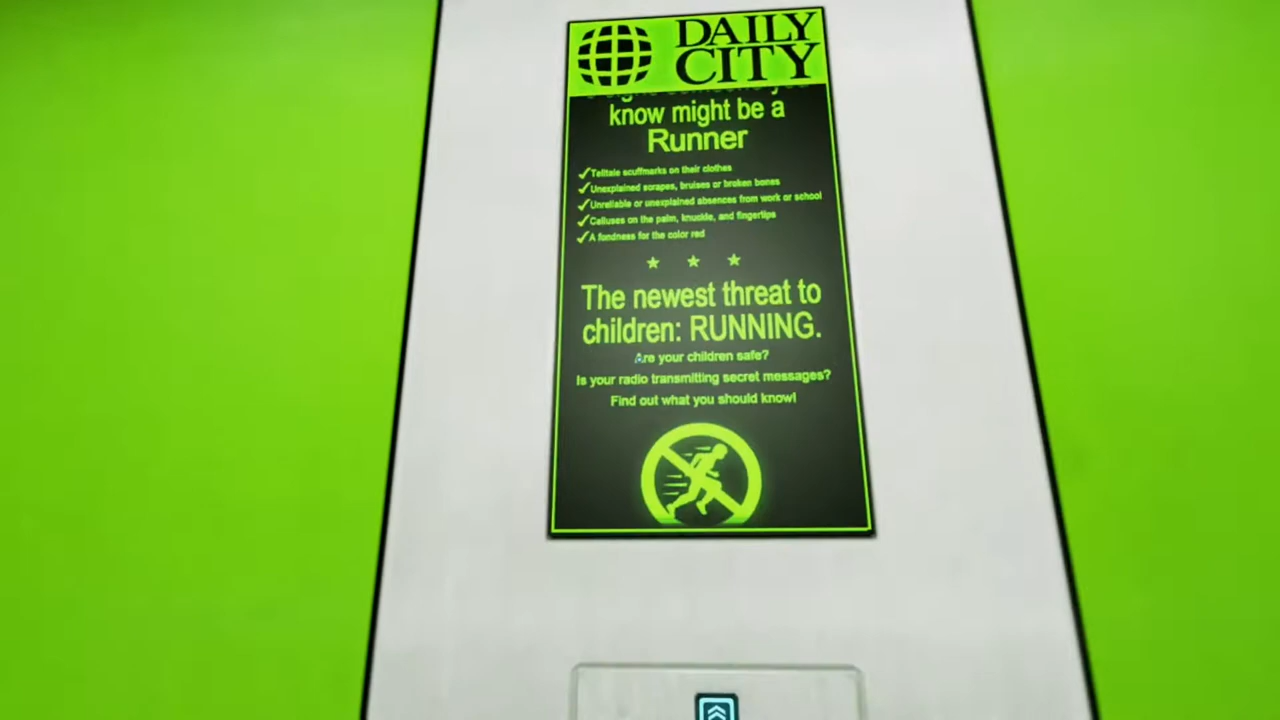 DAILY
CITY
know might be a
Runner
Telltale scuffmarks on their clothes
Unexplained scrapes, bruises or broken bones
Unreliable or unexplained absences from work or school
Calluses on the palm, knuckle, and fingertips
A fondness for the color red
The newest threat to
children: RUNNING.
Are your children safe?
Is your radio transmitting secret messages?
Find out what you should know!